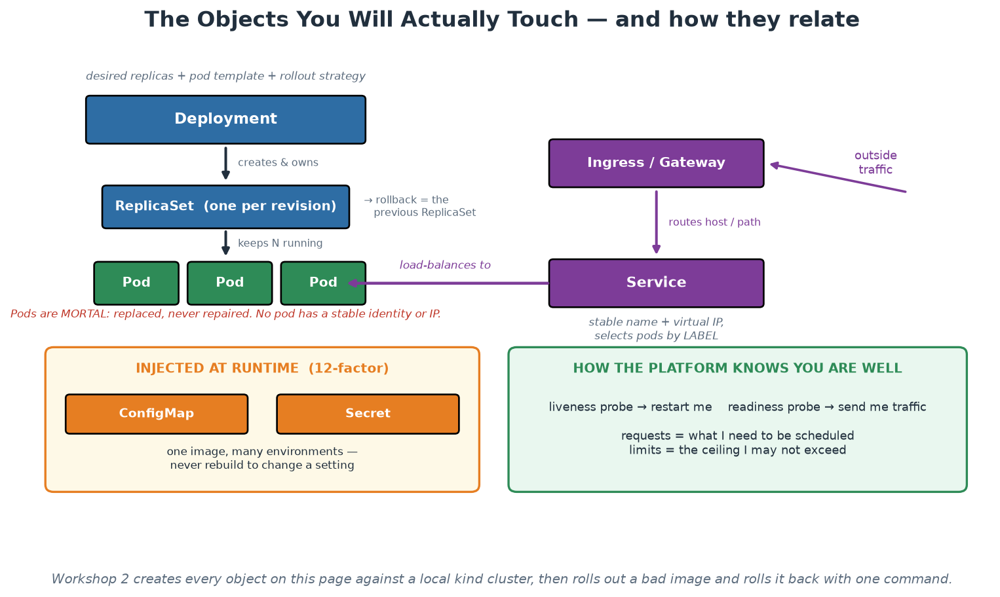 The Objects You Will Actually Touch — and how they relate
desired replicas + pod template + rollout strategy
Deployment
creates & owns
ReplicaSet  (one per revision)
→ rollback = the
previous ReplicaSet
keeps N running
Pod
Pod
Pod
Pods are MORTAL: replaced, never repaired. No pod has a stable identity or IP.
Ingress / Gateway
outside
traffic
routes host / path
load-balances to
Service
stable name + virtual IP,
selects pods by LABEL
INJECTED AT RUNTIME  (12-factor)
ConfigMap
Secret
one image, many environments —
never rebuild to change a setting
HOW THE PLATFORM KNOWS YOU ARE WELL
liveness probe → restart me    readiness probe → send me traffic
requests = what I need to be scheduled
limits = the ceiling I may not exceed
Workshop 2 creates every object on this page against a local kind cluster, then rolls out a bad image and rolls it back with one command.